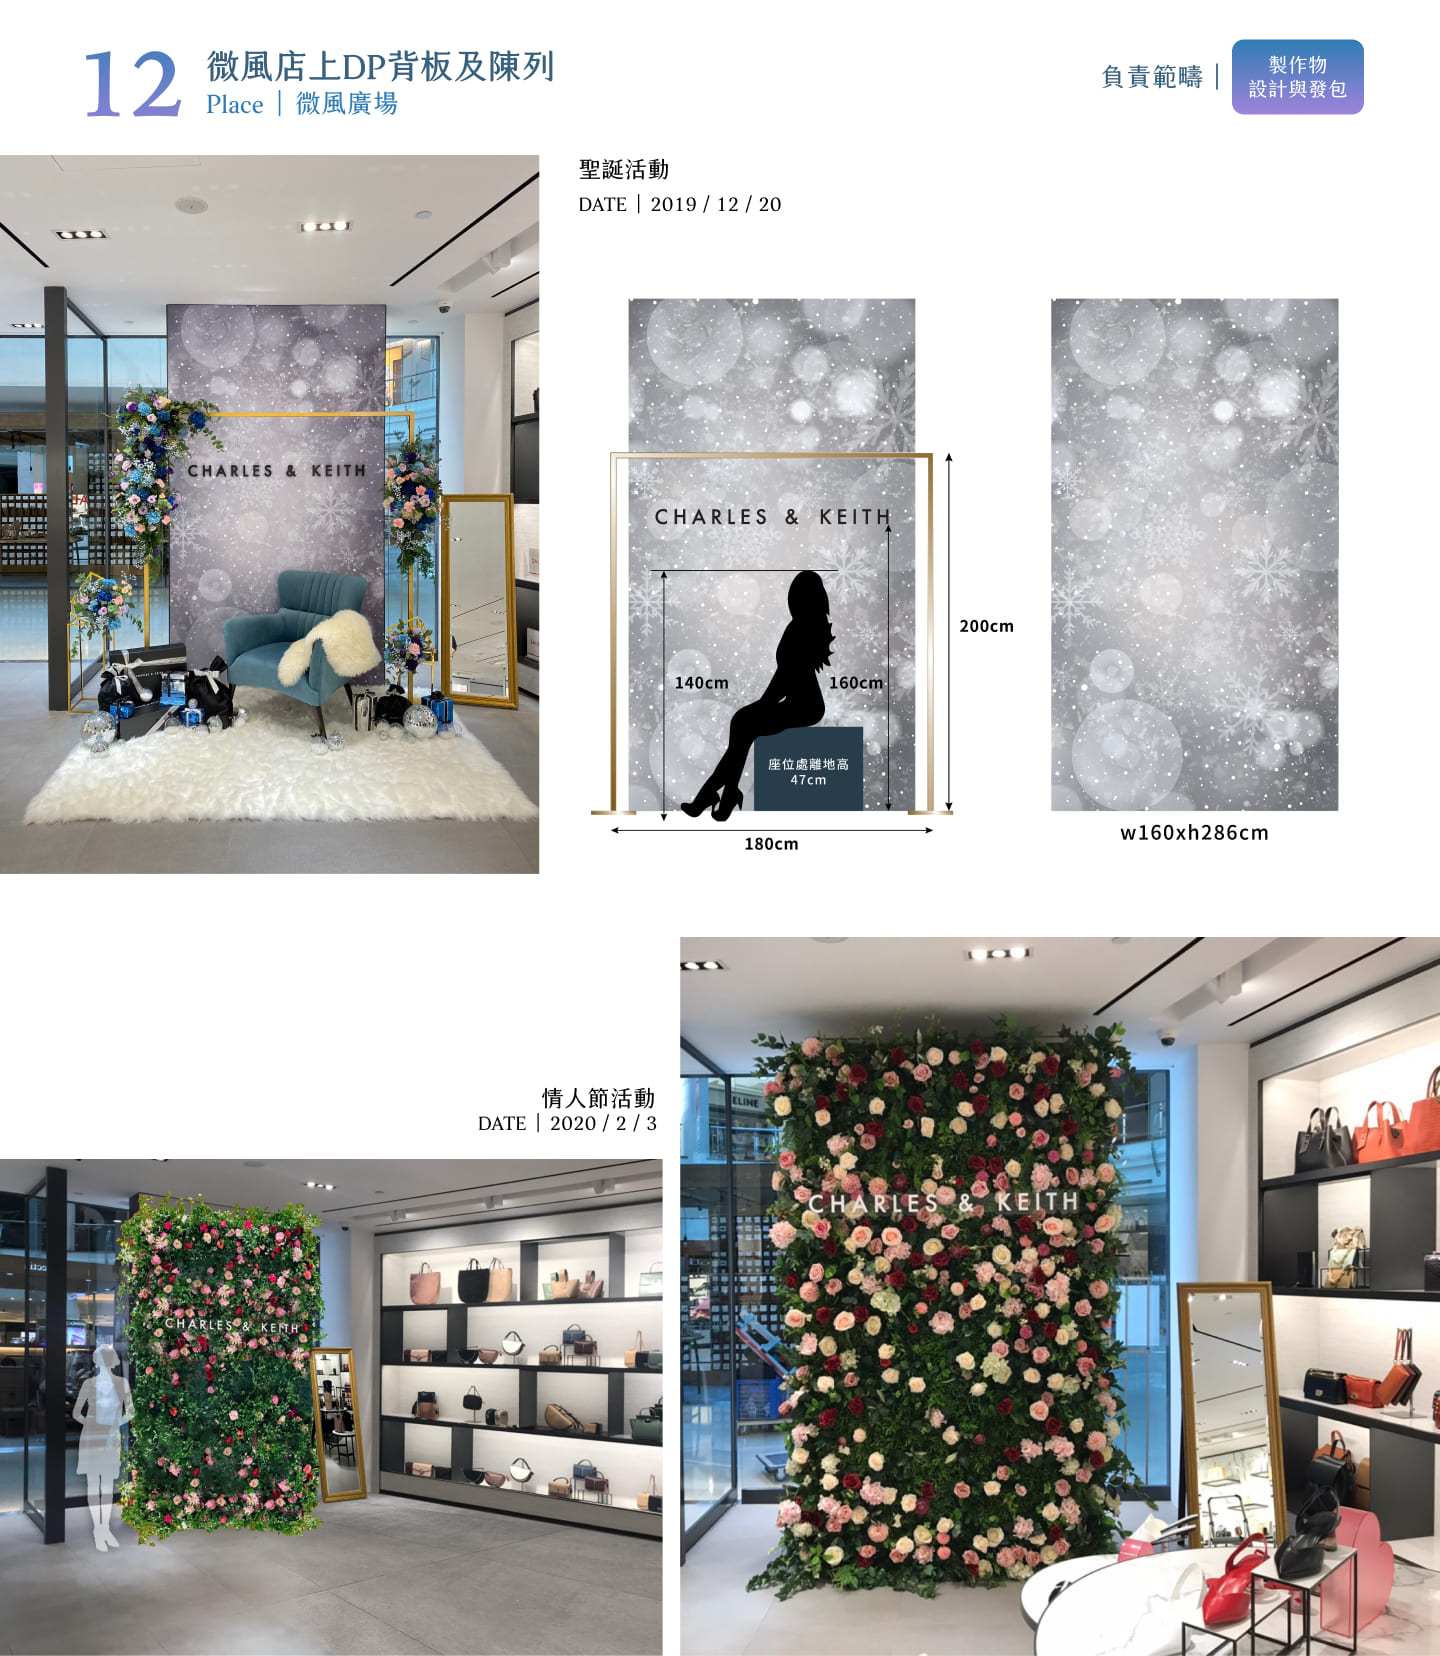 12
微風店上DP背板及陳列
Place｜微風廣場
負責範疇｜
製作物
設計與發包
聖誕活動
DATE｜2019 / 12 / 20
CHARLES & KEITH
CHARLES & KEITH
140cm
160cm
200cm
座位處離地高
47cm
180cm
w160xh286cm
情人節活動
DATE｜2020 / 2 / 3
CHARLES & KEITH
CHARLES & KEITH